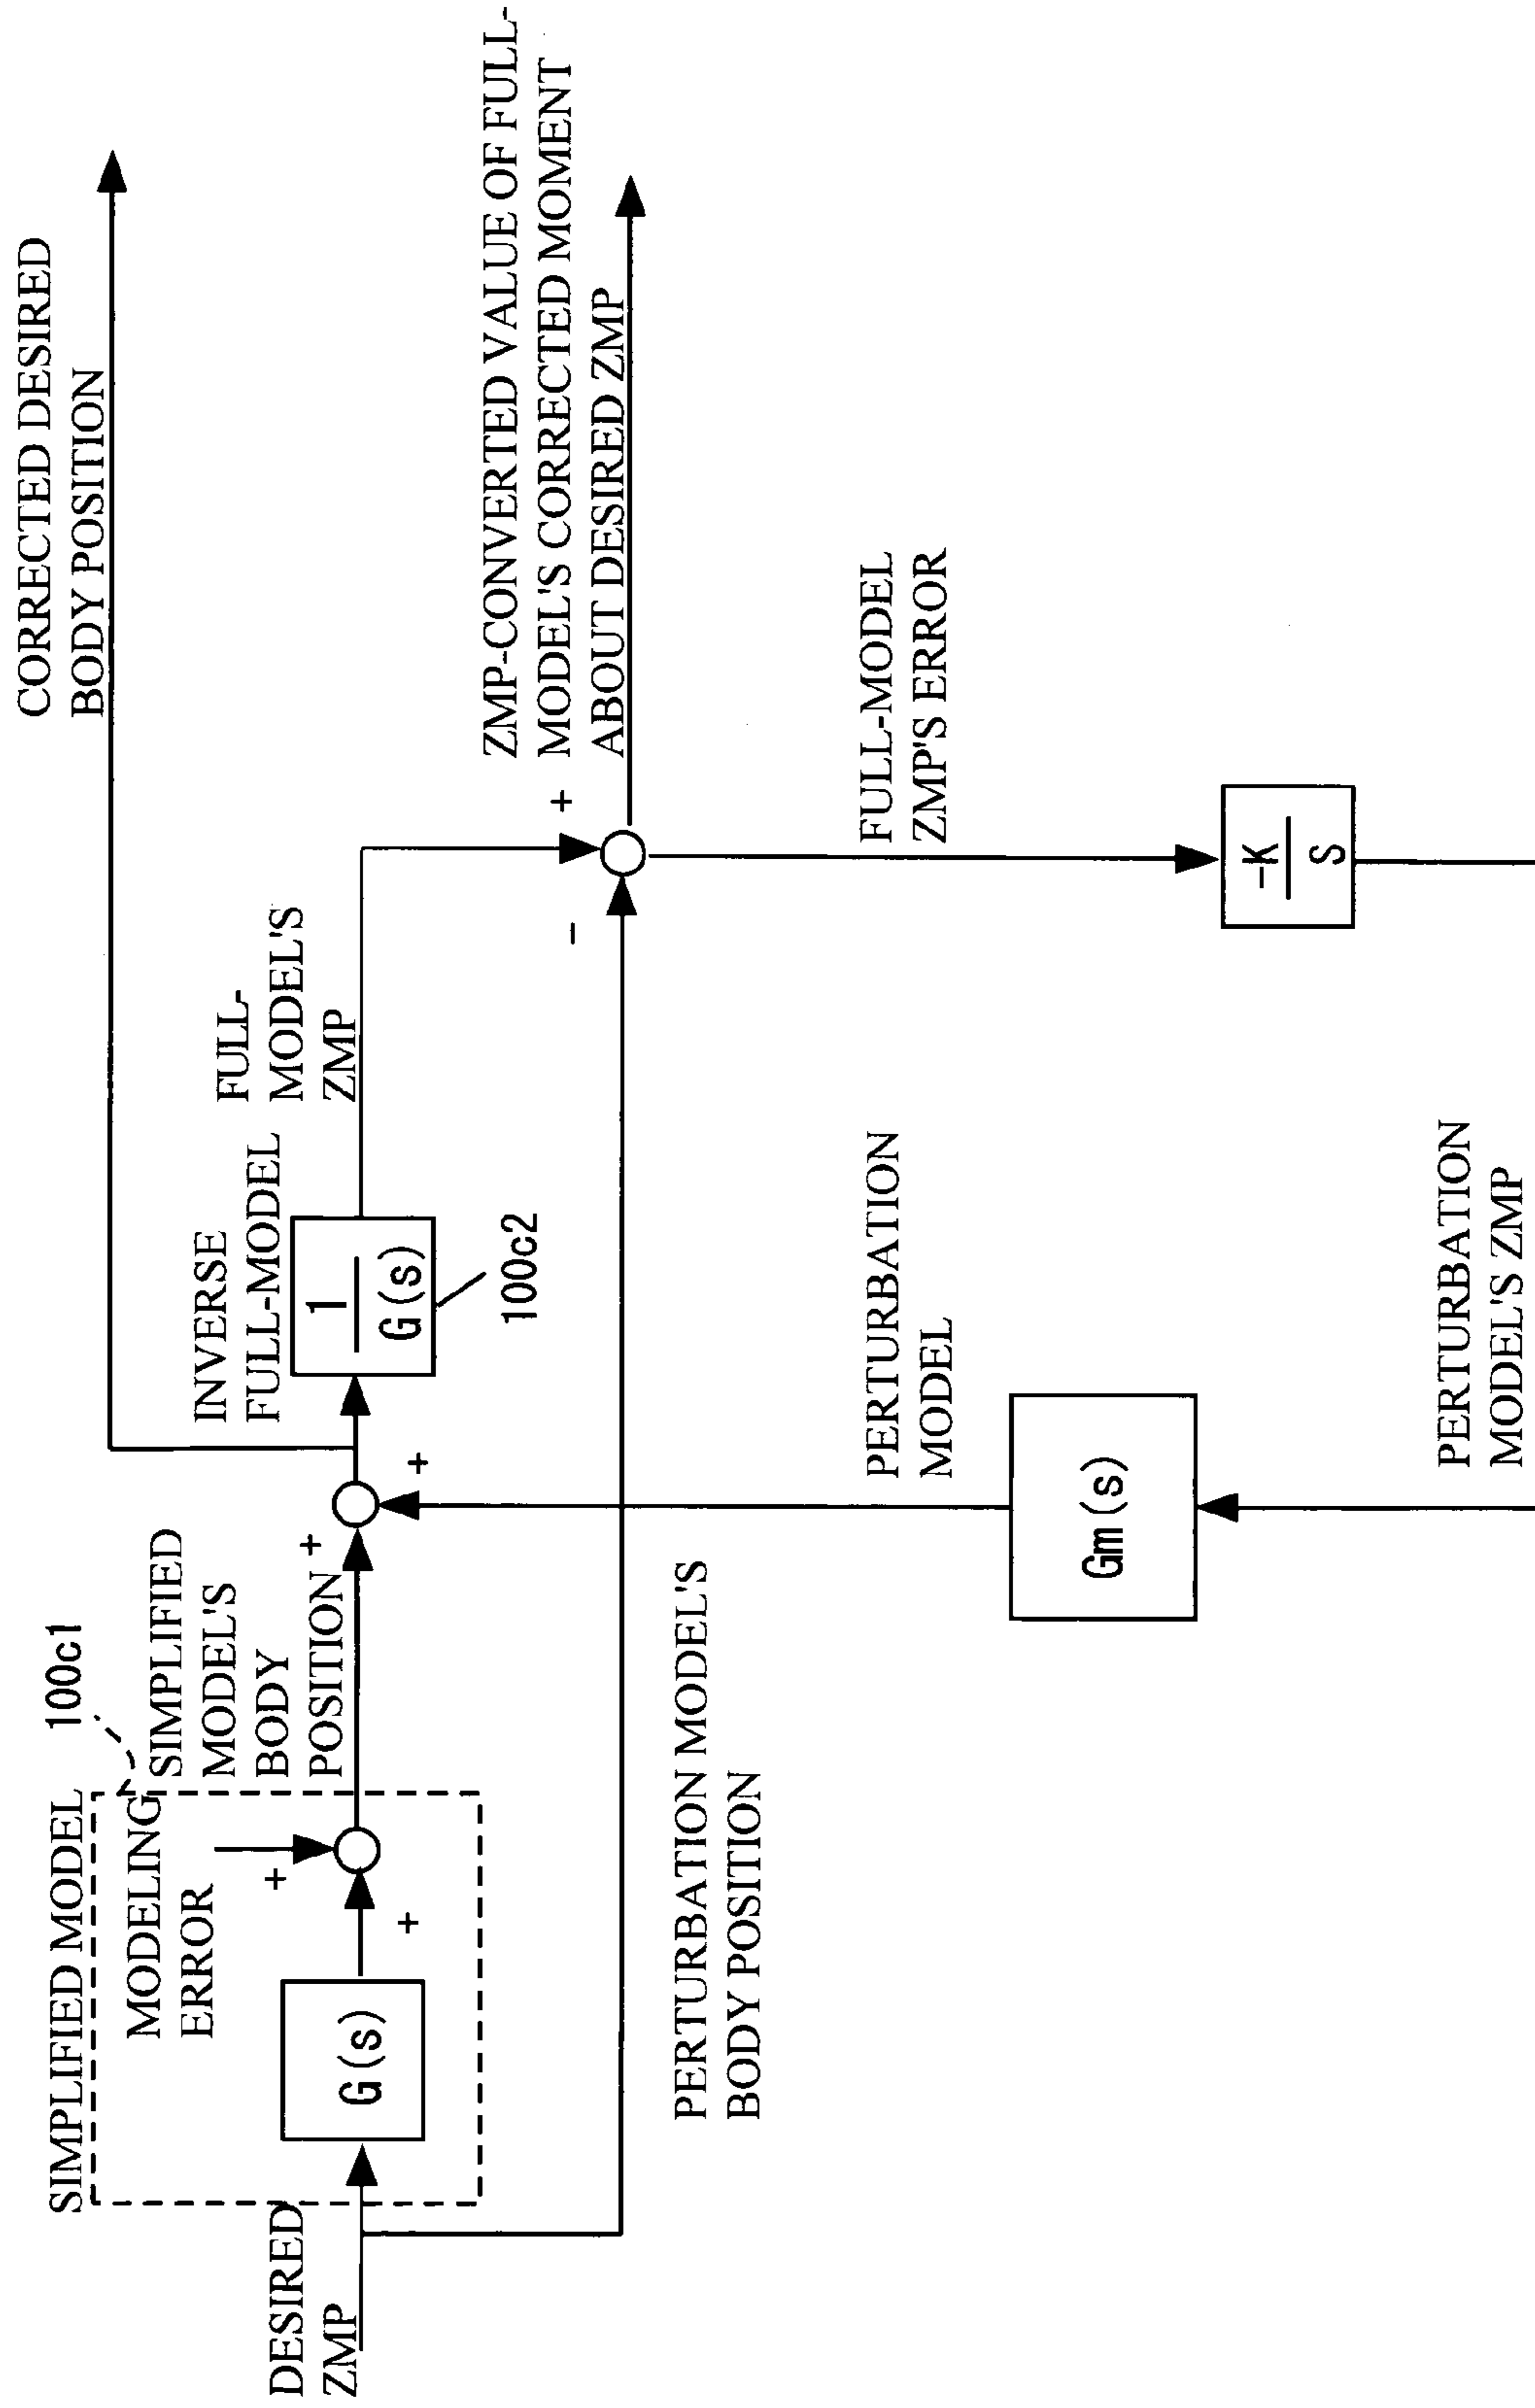 CORRECTED DESIRED
BODY POSITION
SIMPLIFIED MODEL
100c1
MODELING
ERROR
SIMPLIFIED
MODEL'S
BODY
POSITION
INVERSE
FULL-MODEL
FULL-
MODEL'S
ZMP
DESIRED
ZMP
G(s)
+
+
+
+
1
G(s)
100c2
ZMP-CONVERTED VALUE OF FULL-
MODEL'S CORRECTED MOMENT
ABOUT DESIRED ZMP
+
-
PERTURBATION MODEL'S
BODY POSITION
PERTURBATION
MODEL
FULL-MODEL
ZMP'S ERROR
Gm(s)
-K
S
PERTURBATION
MODEL'S ZMP